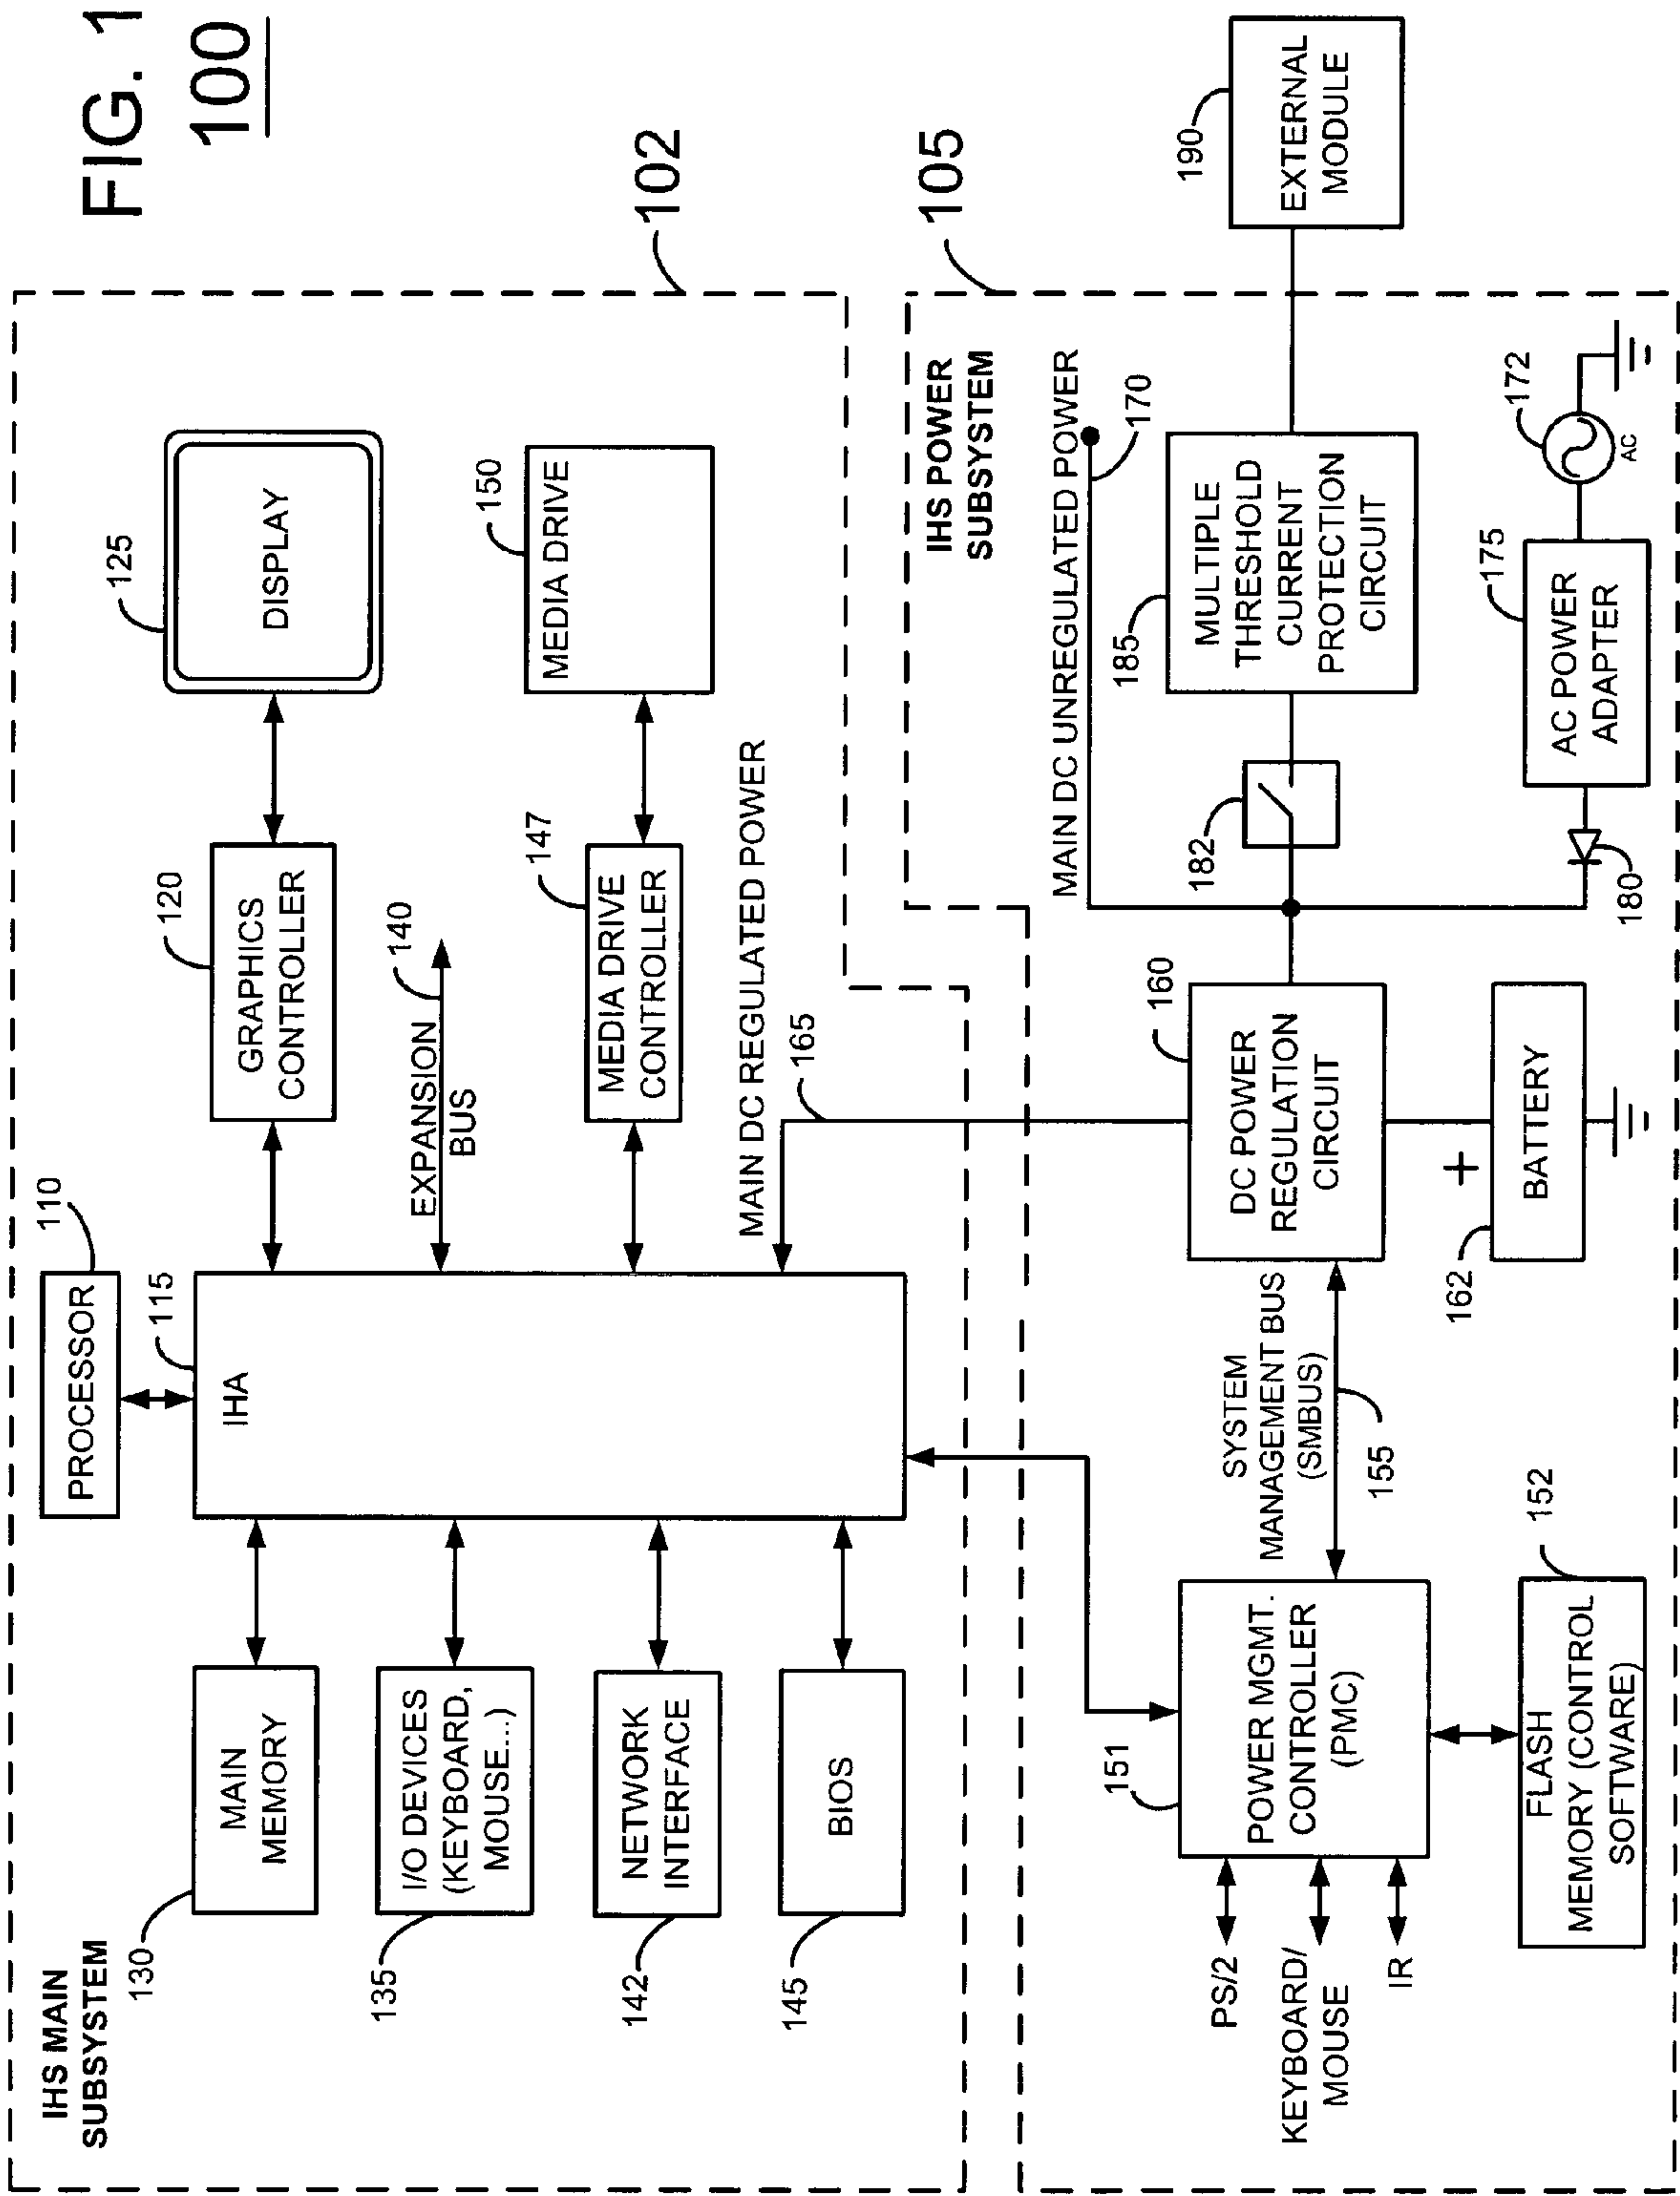 FIG. 1
100
IHS MAIN
SUBSYSTEM
PROCESSOR
110
115
IHA
130
MAIN
MEMORY
135
I/O DEVICES
(KEYBOARD,
MOUSE...)
142
NETWORK
INTERFACE
145
BIOS
120
GRAPHICS
CONTROLLER
125
DISPLAY
140
EXPANSION
BUS
147
MEDIA DRIVE
CONTROLLER
150
MEDIA DRIVE
MAIN DC REGULATED POWER
165
102
105
IHS POWER
SUBSYSTEM
MAIN DC UNREGULATED POWER
170
151
POWER MGMT.
CONTROLLER
(PMC)
PS/2
KEYBOARD/
MOUSE
IR
152
FLASH
MEMORY (CONTROL
SOFTWARE)
SYSTEM
MANAGEMENT BUS
(SMBUS)
155
160
DC POWER
REGULATION
CIRCUIT
162
+
BATTERY
182
185
MULTIPLE
THRESHOLD
CURRENT
PROTECTION
CIRCUIT
190
EXTERNAL
MODULE
180
175
AC POWER
ADAPTER
172
AC